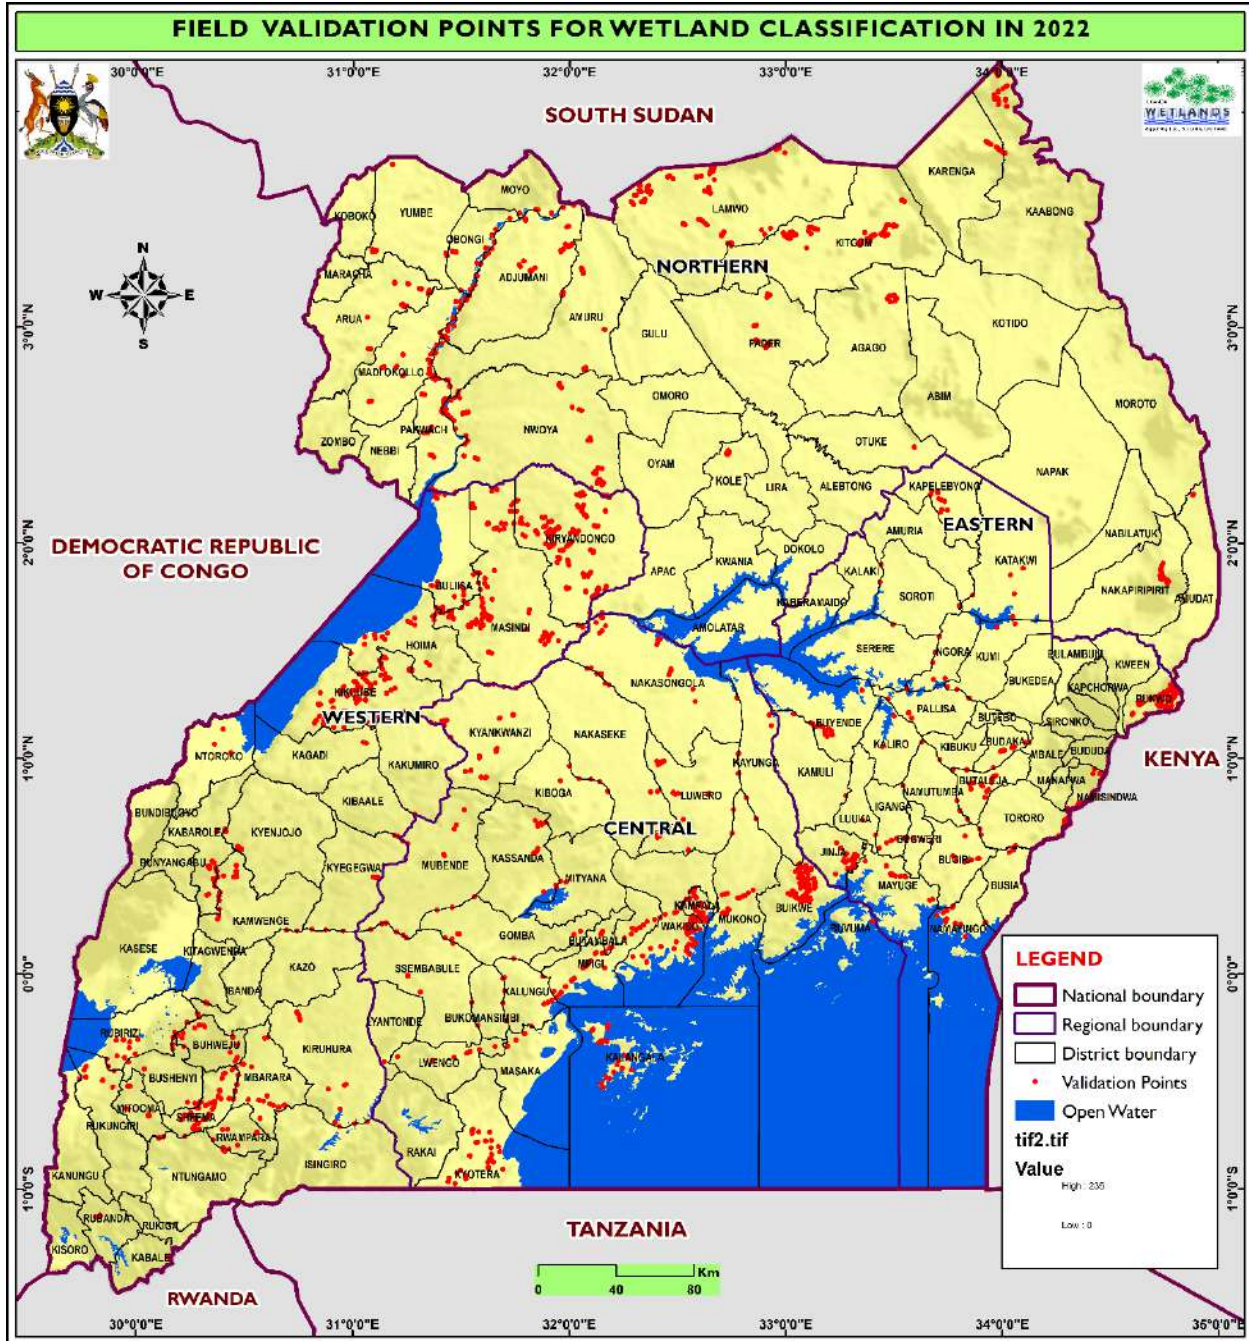 FIELD VALIDATION POINTS FOR WETLAND CLASSIFICATION IN 2022
30°0'0"E 31°0'0"E 32°0'0"E 33°0'0"E 34°0'0"E
WETLANDS
SOUTH SUDAN
KARENGA
MOYO
KAABONG
KOBOKO
YUMBE
LAMWO
OBONGI
KITGUM
N
NORTHERN
MARACHA
ADJUMANI
W E
S
ARUA
AMURU
GULU
KOTIDO
3°0'0"N
3°0'0"N
PADER
AGAGO
MADI OKOLLO
OMORO
ABIM
MOROTO
PAKWACH
NWOYA
ZOMBO
NEBBI
OTUKE
OYAM
NAPAK
KOLE
LIRA
ALEBTONG
KAPELEBYONG
EASTERN
AMURIA
NABILATUK
2°0'0"N
2°0'0"N
DEMOCRATIC REPUBLIC
OF CONGO
KIRYANDONGO
DOKOLO
KATAKWI
KWANIA
APAC
KALAKI
BULIISA
NAKAPIRIPIRIT
AMUDAT
SOROTI
KABERAMAIDO
MASINDI
AMOLATAR
HOIMA
SERERE
NGORA
KUMI
BULAMBULI
KWEEN
BUKEDEA
KAPCHORWA
NAKASONGOLA
KIKUUBE
BUKWO
WESTERN
PALLISA
BUTEBO
SIRONKO
BUYENDE
KYANKWANZI
NAKASEKE
KALIRO
KIBUKU
BUDAKA
MBALE
BUDUDA
NTOROKO
KAGADI
KAKUMIRO
KAYUNGA
KAMULI
KENYA
1°0'0"N
1°0'0"N
BUTALEJA
MANAFWA
NAMISINDWA
KIBOGA
LUWERO
NAMUTUMBA
KIBAALE
IGANGA
BUNDIBUGYO
LUUKA
TORORO
KABAROLE
KYENJOJO
CENTRAL
BUGWERI
JINJA
BUNYANGABU
KYEGEGWA
MUBENDE
KASSANDA
BUGIRI
MITYANA
MAYUGE
BUSIA
KAMPALA
BUIKWE
KAMWENGE
WAKISO
MUKONO
KASESE
KITAGWENDA
GOMBA
BUTAMBALA
BUVUMA
NAMAYINGO
MPIGI
KAZO
SSEMBABULE
0°0'0"
0°0'0"
LEGEND
IBANDA
KALUNGU
National boundary
LYANTONDE
BUKOMANSIMBI
Regional boundary
RUBIRIZI
BUHWEJU
KIRUHURA
LWENGO
KALANGALA
District boundary
BUSHENYI
MBARARA
MASAKA
Validation Points
MITOOMA
SHEEMA
Open Water
RUKUNGIRI
RWAMPARA
tif2.tif
RAKAI
Value
ISINGIRO
KYOTERA
KANUNGU
NTUNGAMO
High : 235
1°0'0"S
1°0'0"S
RUBANDA
RUKIGA
Low : 0
KISORO
KABALE
TANZANIA
Km
0 40 80
RWANDA
30°0'0"E 31°0'0"E 32°0'0"E 33°0'0"E 34°0'0"E 35°0'0"E